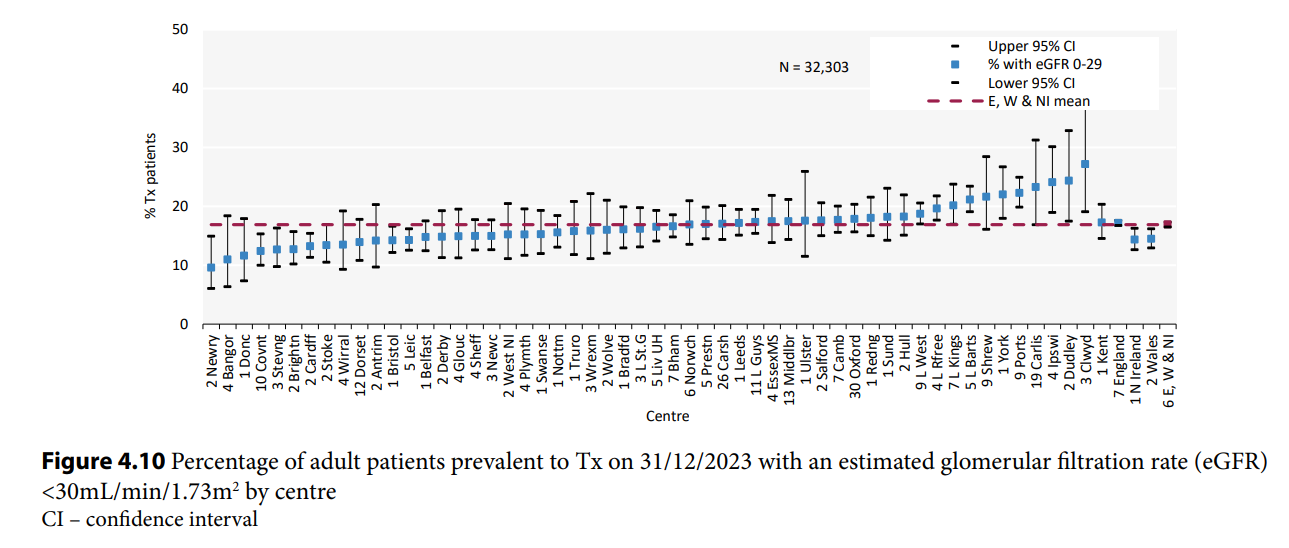 50
40
30
20
10
0
% Tx patients
N = 32,303
Upper 95% CI
% with eGFR 0-29
Lower 95% CI
E, W & NI mean
2 Newry
4 Bangor
1 Donc
10 Covnt
3 Stevng
2 Brightn
2 Cardff
2 Stoke
4 Wirral
12 Dorset
2 Antrim
1 Bristol
5 Leic
1 Belfast
2 Derby
4 Glouc
4 Sheff
3 Newc
2 West NI
4 Plymth
1 Swanse
1 Nottm
1 Truro
3 Wrexm
2 Wolve
1 Bradfd
3 L St.G
5 Liv UH
7 Bham
6 Norwch
5 Prestn
26 Carsh
1 Leeds
11 L Guys
4 EssexMS
13 Middlbr
1 Ulster
2 Salford
7 Camb
30 Oxford
1 Redng
1 Sund
2 Hull
9 L West
4 L Rfree
7 L Kings
5 L Barts
9 Shrew
1 York
9 Ports
19 Carlis
4 Ipswi
2 Dudley
3 Clwyd
1 Kent
7 England
1 N Ireland
2 Wales
6 E, W & NI
Centre
Figure 4.10 Percentage of adult patients prevalent to Tx on 31/12/2023 with an estimated glomerular filtration rate (eGFR)
<30mL/min/1.73m² by centre
CI – confidence interval